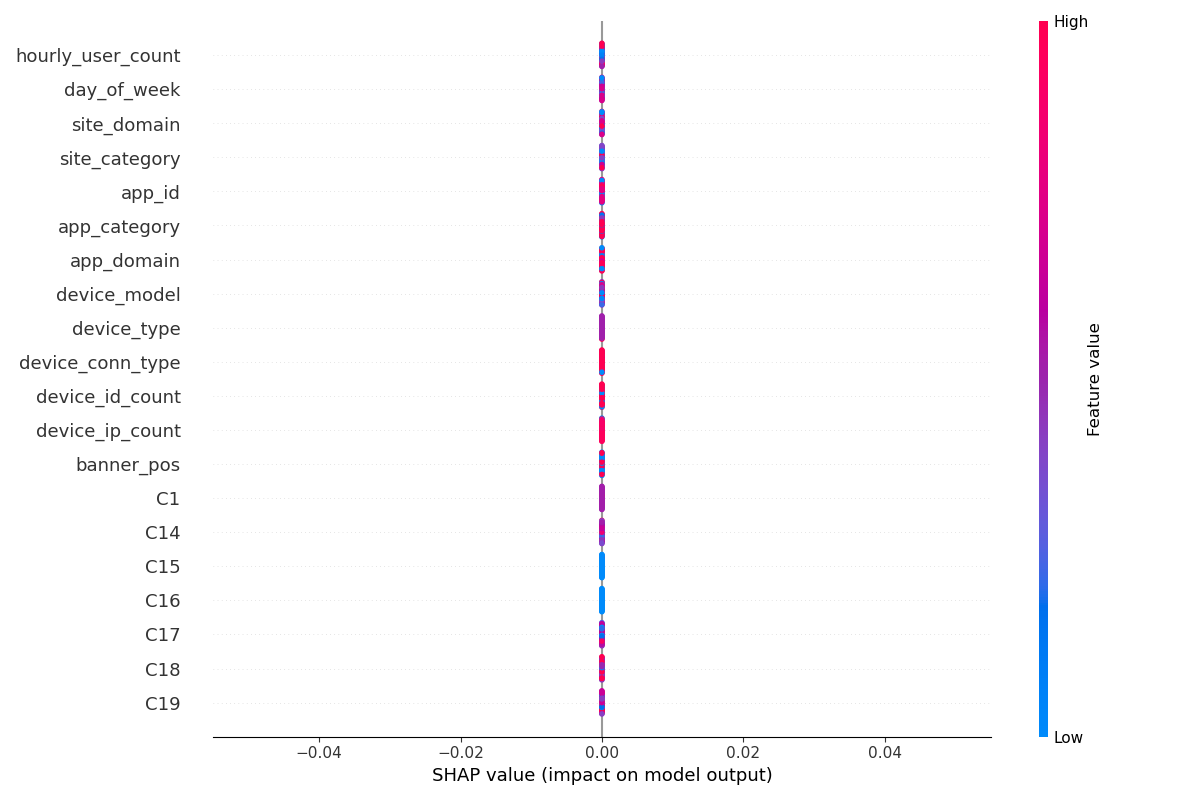 High
hourly_user_count
day_of_week
site_domain
site_category
app_id
app_category
app_domain
device_model
device_type
device_conn_type
device_id_count
device_ip_count
banner_pos
C1
C14
C15
C16
C17
C18
C19
Feature value
Low
−0.04 −0.02 0.00 0.02 0.04
SHAP value (impact on model output)